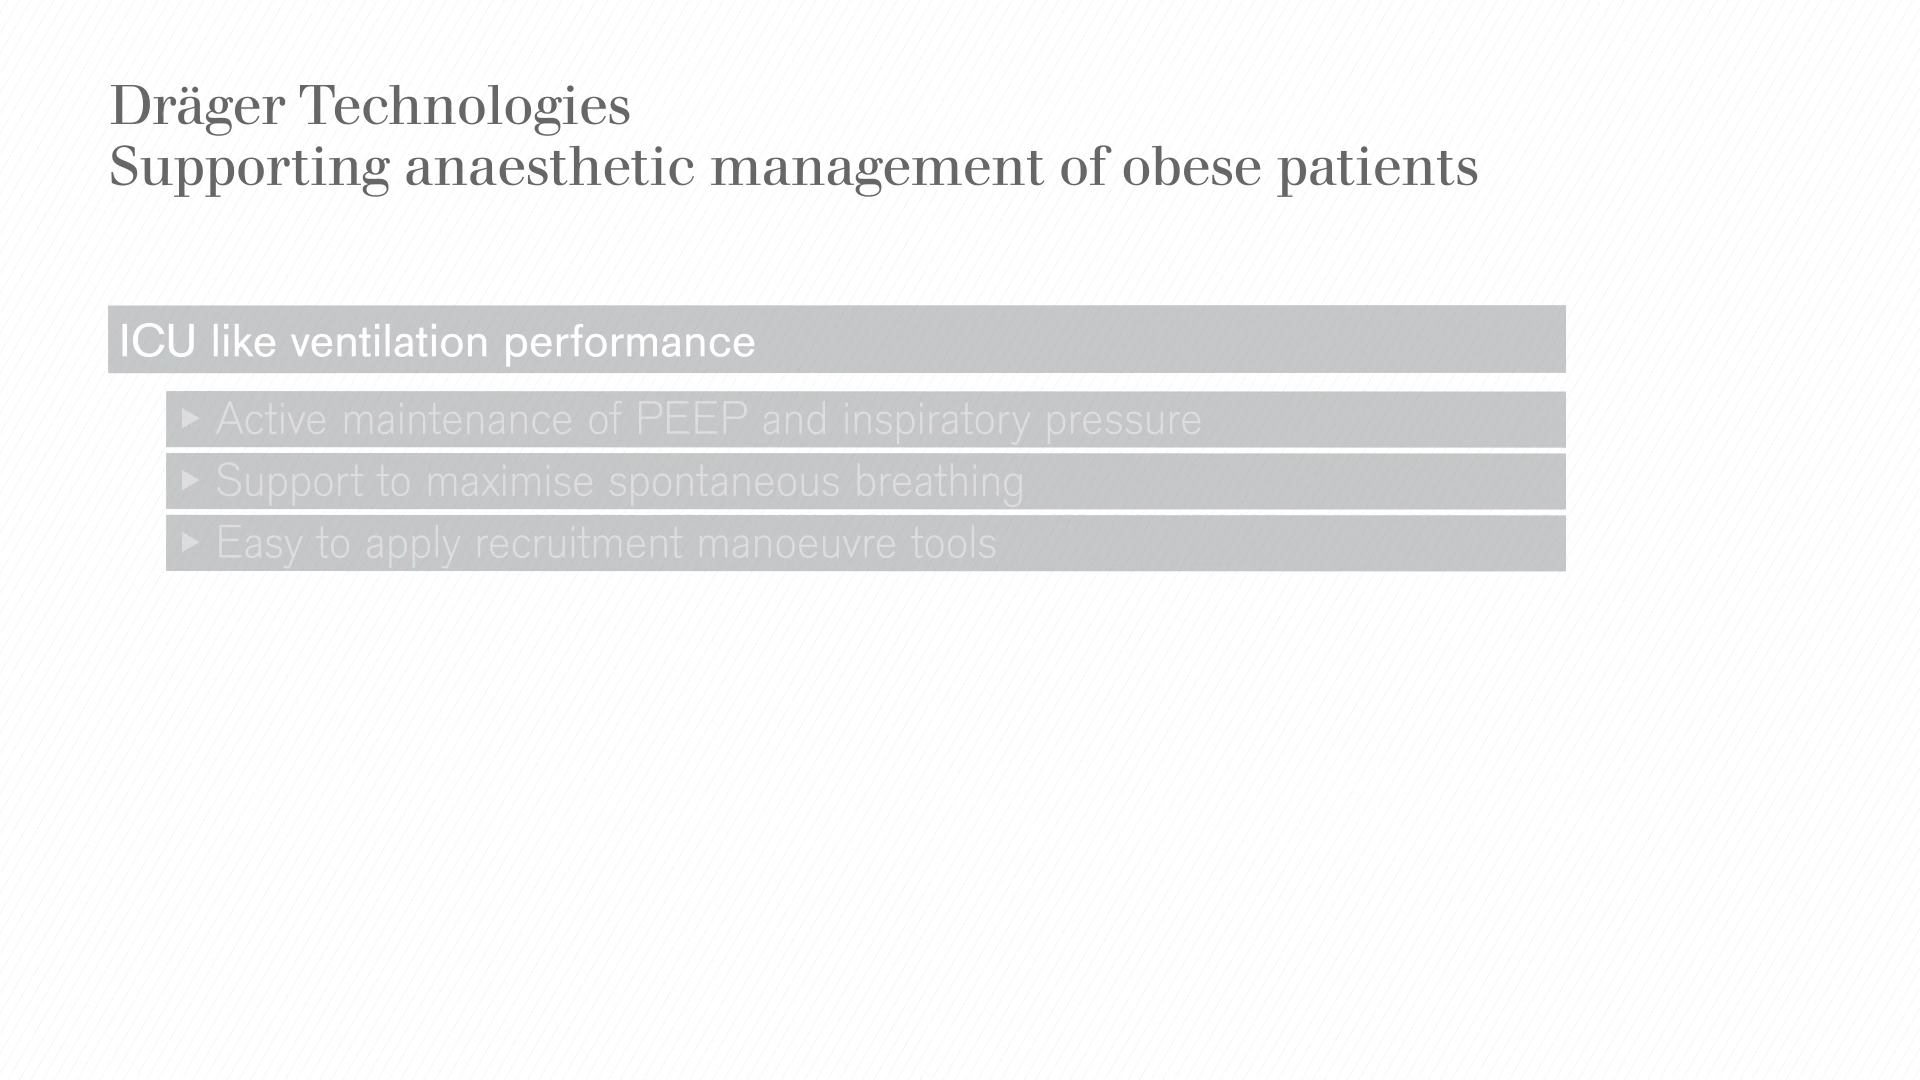 Dräger Technologies
Supporting anaesthetic management of obese patients
ICU like ventilation performance
▶ Active maintenance of PEEP and inspiratory pressure
▶ Support to maximise spontaneous breathing
▶ Easy to apply recruitment manoeuvre tools